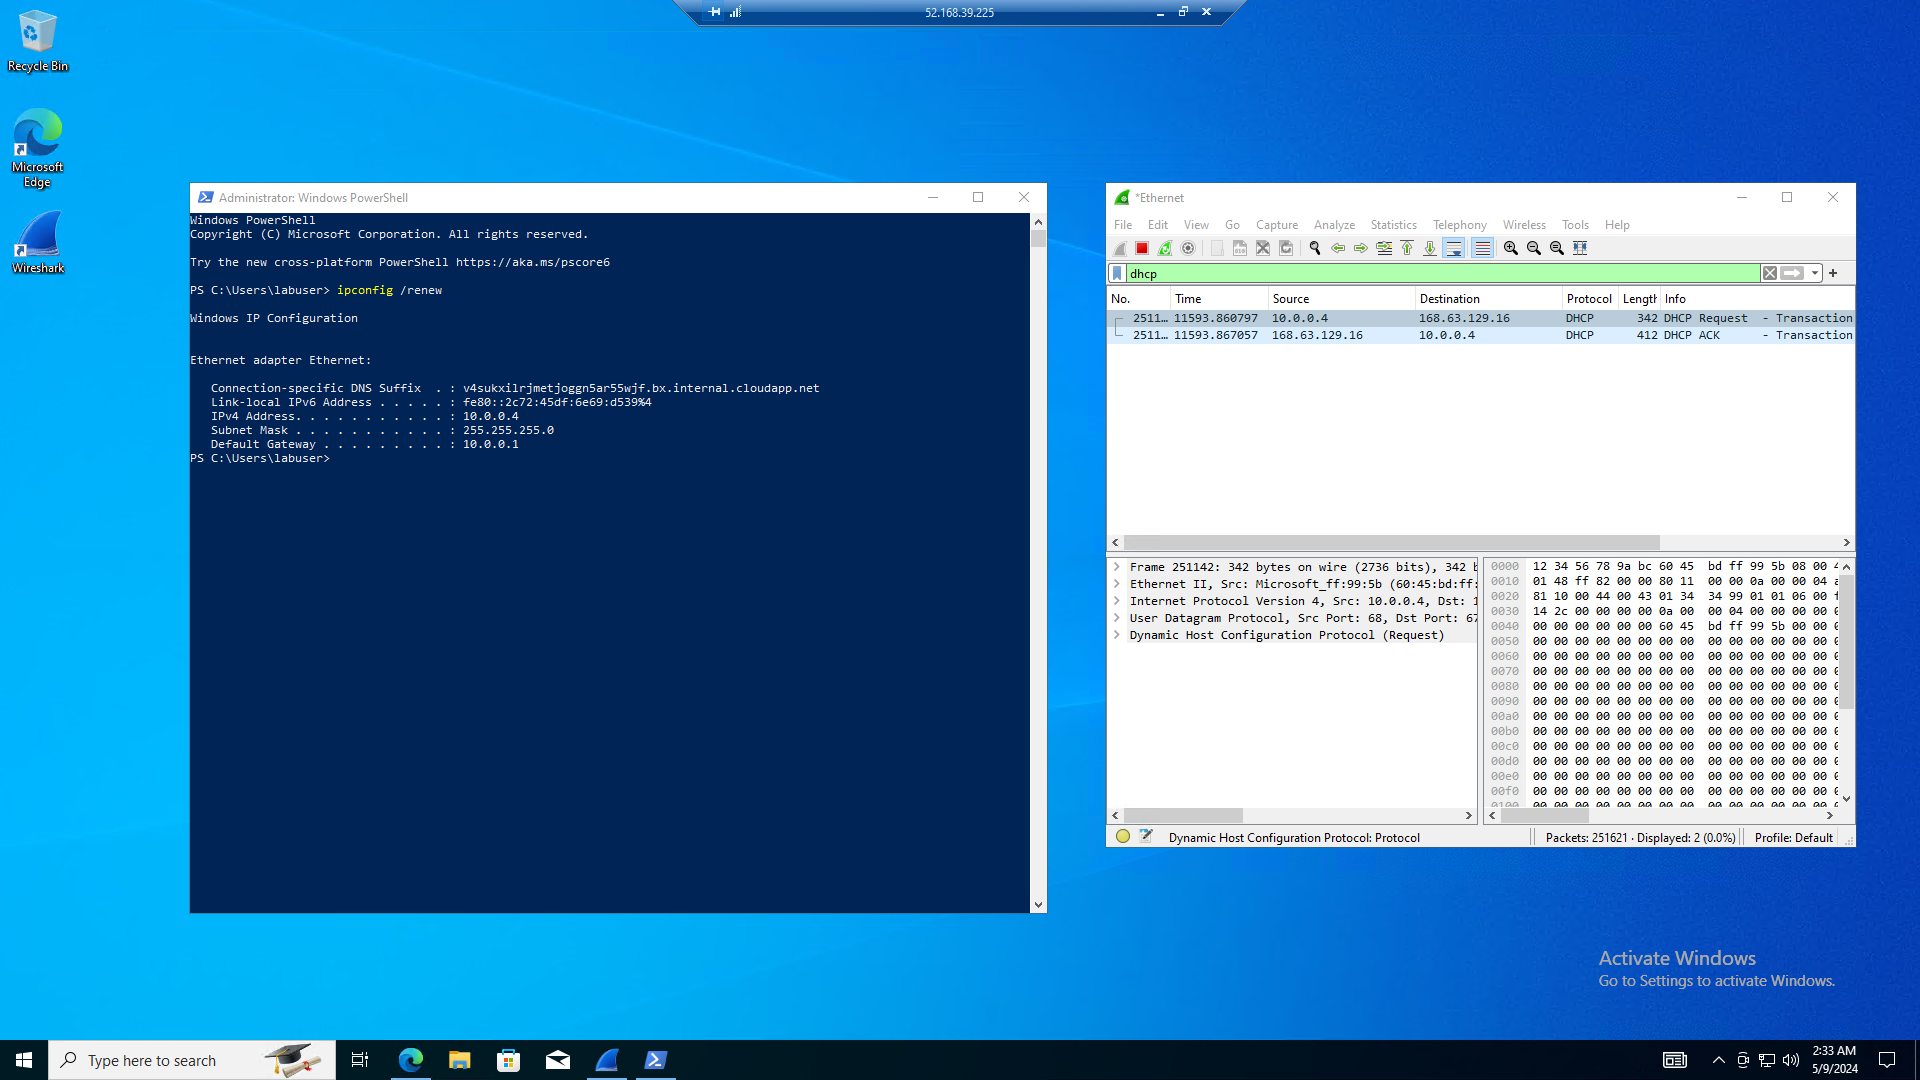 52.168.39.225
Recycle Bin
Microsoft
Edge
Wireshark
Administrator: Windows PowerShell
Windows PowerShell
Copyright (C) Microsoft Corporation. All rights reserved.
Try the new cross-platform PowerShell https://aka.ms/pscore6
PS C:\Users\labuser> ipconfig /renew
Windows IP Configuration
Ethernet adapter Ethernet:
Connection-specific DNS Suffix  . : v4sukxilrjmetjoggn5ar55wjf.bx.internal.cloudapp.net
Link-local IPv6 Address . . . . . : fe80::2c72:45df:6e69:d539%4
IPv4 Address. . . . . . . . . . . : 10.0.0.4
Subnet Mask . . . . . . . . . . . : 255.255.255.0
Default Gateway . . . . . . . . . : 10.0.0.1
PS C:\Users\labuser>
*Ethernet
File Edit View Go Capture Analyze Statistics Telephony Wireless Tools Help
dhcp
No. Time Source Destination Protocol Length Info
2511… 11593.860797 10.0.0.4 168.63.129.16 DHCP 342 DHCP Request  - Transaction
2511… 11593.867057 168.63.129.16 10.0.0.4 DHCP 412 DHCP ACK      - Transaction
Frame 251142: 342 bytes on wire (2736 bits), 342 b
Ethernet II, Src: Microsoft_ff:99:5b (60:45:bd:ff:
Internet Protocol Version 4, Src: 10.0.0.4, Dst: 1
User Datagram Protocol, Src Port: 68, Dst Port: 67
Dynamic Host Configuration Protocol (Request)
0000 12 34 56 78 9a bc 60 45 bd ff 99 5b 08 00
0010 01 48 ff 82 00 00 80 11 00 00 0a 00 00 04
0020 81 10 00 44 00 43 01 34 34 99 01 01 06 00
0030 14 2c 00 00 00 00 0a 00 00 04 00 00 00 00
0040 00 00 00 00 00 00 60 45 bd ff 99 5b 00 00
0050 00 00 00 00 00 00 00 00 00 00 00 00 00 00
0060 00 00 00 00 00 00 00 00 00 00 00 00 00 00
0070 00 00 00 00 00 00 00 00 00 00 00 00 00 00
0080 00 00 00 00 00 00 00 00 00 00 00 00 00 00
0090 00 00 00 00 00 00 00 00 00 00 00 00 00 00
00a0 00 00 00 00 00 00 00 00 00 00 00 00 00 00
00b0 00 00 00 00 00 00 00 00 00 00 00 00 00 00
00c0 00 00 00 00 00 00 00 00 00 00 00 00 00 00
00d0 00 00 00 00 00 00 00 00 00 00 00 00 00 00
00e0 00 00 00 00 00 00 00 00 00 00 00 00 00 00
00f0 00 00 00 00 00 00 00 00 00 00 00 00 00 00
Dynamic Host Configuration Protocol: Protocol
Packets: 251621 · Displayed: 2 (0.0%)
Profile: Default
Activate Windows
Go to Settings to activate Windows.
Type here to search
2:33 AM
5/9/2024